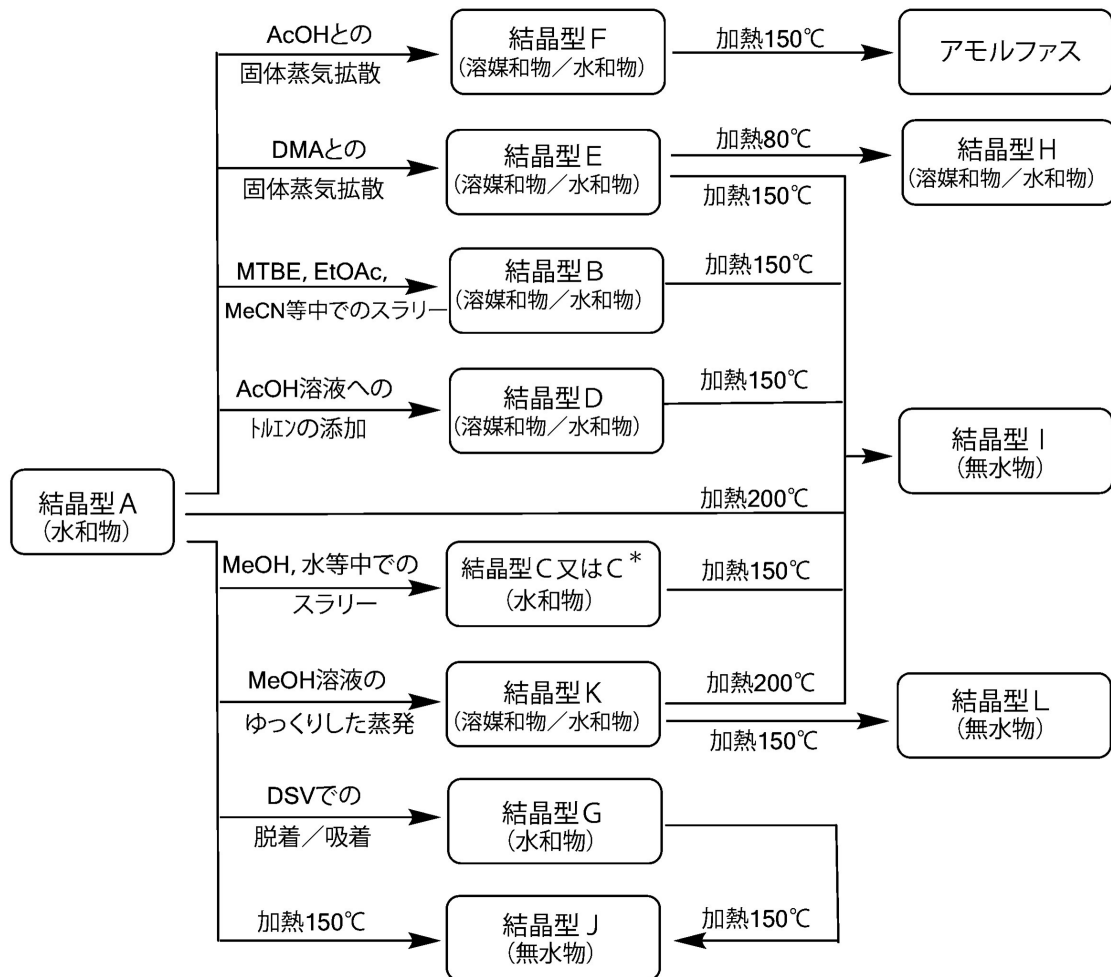 AcOHとの
固体蒸気拡散
結晶型F
(溶媒和物／水和物)
加熱150℃
アモルファス
DMAとの
固体蒸気拡散
結晶型E
(溶媒和物／水和物)
加熱80℃
加熱150℃
結晶型H
(溶媒和物／水和物)
MTBE, EtOAc,
MeCN等中でのスラリー
結晶型B
(溶媒和物／水和物)
加熱150℃
AcOH溶液への
ﾄﾙｴﾝの添加
結晶型D
(溶媒和物／水和物)
加熱150℃
結晶型I
(無水物)
結晶型A
(水和物)
加熱200℃
MeOH, 水等中での
スラリー
結晶型C又はC*
(水和物)
加熱150℃
MeOH溶液の
ゆっくりした蒸発
結晶型K
(溶媒和物／水和物)
加熱200℃
加熱150℃
結晶型L
(無水物)
DSVでの
脱着／吸着
結晶型G
(水和物)
加熱150℃
結晶型J
(無水物)
加熱150℃